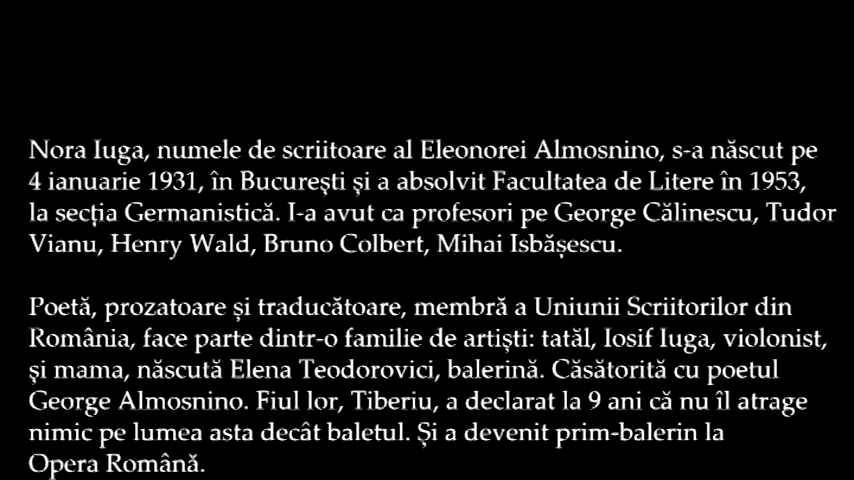 Nora Iuga, numele de scriitoare al Eleonorei Almosnino, s-a născut pe
4 ianuarie 1931, în București și a absolvit Facultatea de Litere în 1953,
la secția Germanistică. I-a avut ca profesori pe George Călinescu, Tudor
Vianu, Henry Wald, Bruno Colbert, Mihai Isbășescu.
Poetă, prozatoare și traducătoare, membră a Uniunii Scriitorilor din
România, face parte dintr-o familie de artiști: tatăl, Iosif Iuga, violonist,
și mama, născută Elena Teodorovici, balerină. Căsătorită cu poetul
George Almosnino. Fiul lor, Tiberiu, a declarat la 9 ani că nu îl atrage
nimic pe lumea asta decât baletul. Și a devenit prim-balerin la
Opera Română.